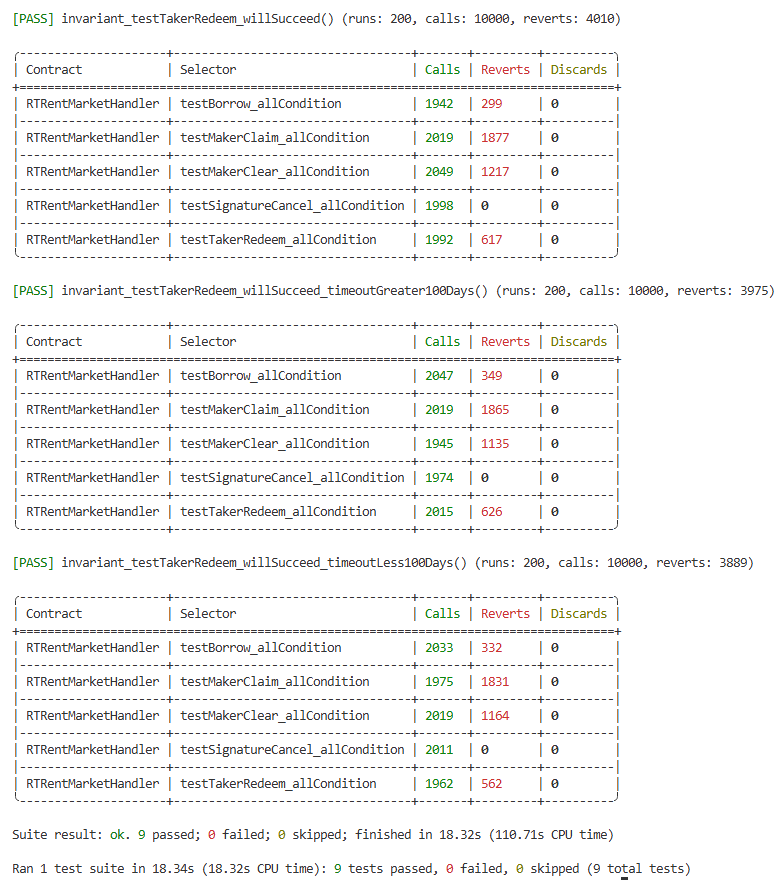 [PASS] invariant_testTakerRedeem_willSucceed() (runs: 200, calls: 10000, reverts: 4010)
| Contract | Selector | Calls | Reverts | Discards |
| RTRentMarketHandler | testBorrow_allCondition | 1942 | 299 | 0 |
| RTRentMarketHandler | testMakerClaim_allCondition | 2019 | 1877 | 0 |
| RTRentMarketHandler | testMakerClear_allCondition | 2049 | 1217 | 0 |
| RTRentMarketHandler | testSignatureCancel_allCondition | 1998 | 0 | 0 |
| RTRentMarketHandler | testTakerRedeem_allCondition | 1992 | 617 | 0 |
[PASS] invariant_testTakerRedeem_willSucceed_timeoutGreater100Days() (runs: 200, calls: 10000, reverts: 3975)
| Contract | Selector | Calls | Reverts | Discards |
| RTRentMarketHandler | testBorrow_allCondition | 2047 | 349 | 0 |
| RTRentMarketHandler | testMakerClaim_allCondition | 2019 | 1865 | 0 |
| RTRentMarketHandler | testMakerClear_allCondition | 1945 | 1135 | 0 |
| RTRentMarketHandler | testSignatureCancel_allCondition | 1974 | 0 | 0 |
| RTRentMarketHandler | testTakerRedeem_allCondition | 2015 | 626 | 0 |
[PASS] invariant_testTakerRedeem_willSucceed_timeoutLess100Days() (runs: 200, calls: 10000, reverts: 3889)
| Contract | Selector | Calls | Reverts | Discards |
| RTRentMarketHandler | testBorrow_allCondition | 2033 | 332 | 0 |
| RTRentMarketHandler | testMakerClaim_allCondition | 1975 | 1831 | 0 |
| RTRentMarketHandler | testMakerClear_allCondition | 2019 | 1164 | 0 |
| RTRentMarketHandler | testSignatureCancel_allCondition | 2011 | 0 | 0 |
| RTRentMarketHandler | testTakerRedeem_allCondition | 1962 | 562 | 0 |
Suite result: ok. 9 passed; 0 failed; 0 skipped; finished in 18.32s (110.71s CPU time)
Ran 1 test suite in 18.34s (18.32s CPU time): 9 tests passed, 0 failed, 0 skipped (9 total tests)